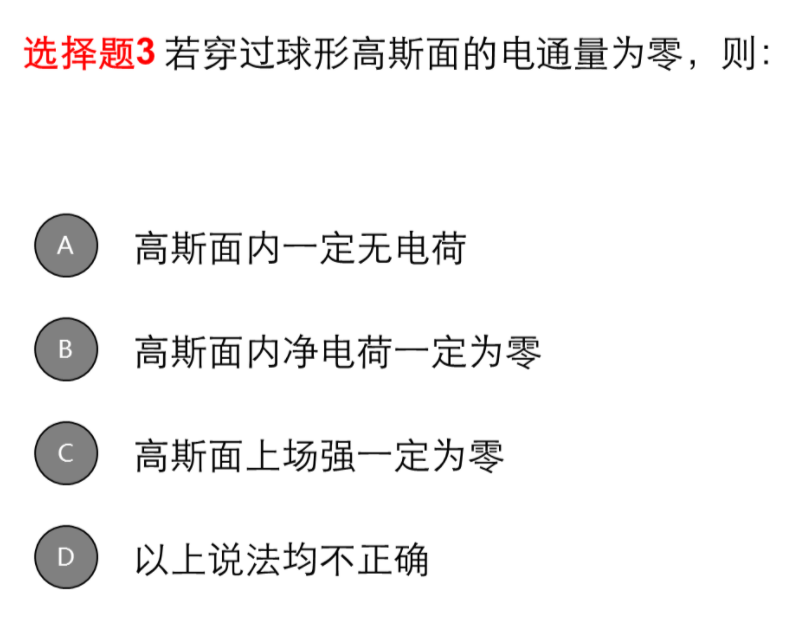 选择题3 若穿过球形高斯面的电通量为零，则:
A 高斯面内一定无电荷
B 高斯面内净电荷一定为零
C 高斯面上场强一定为零
D 以上说法均不正确